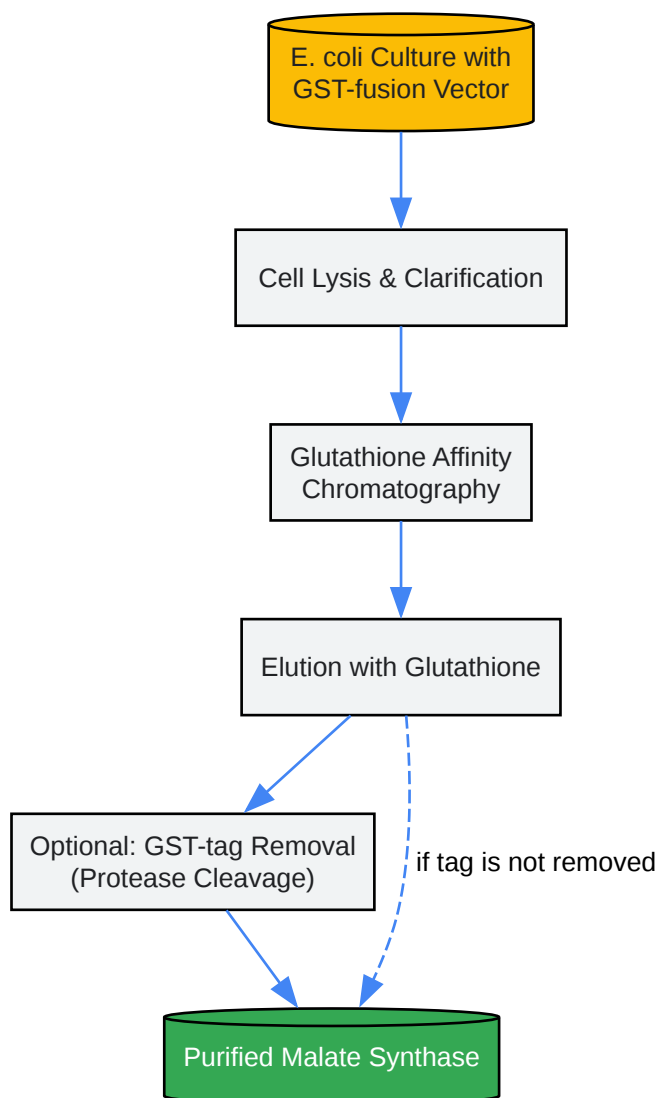 E. coli Culture with
GST-fusion Vector
Cell Lysis & Clarification
Glutathione Affinity
Chromatography
Elution with Glutathione
Optional: GST-tag Removal
(Protease Cleavage)
if tag is not removed
Purified Malate Synthase